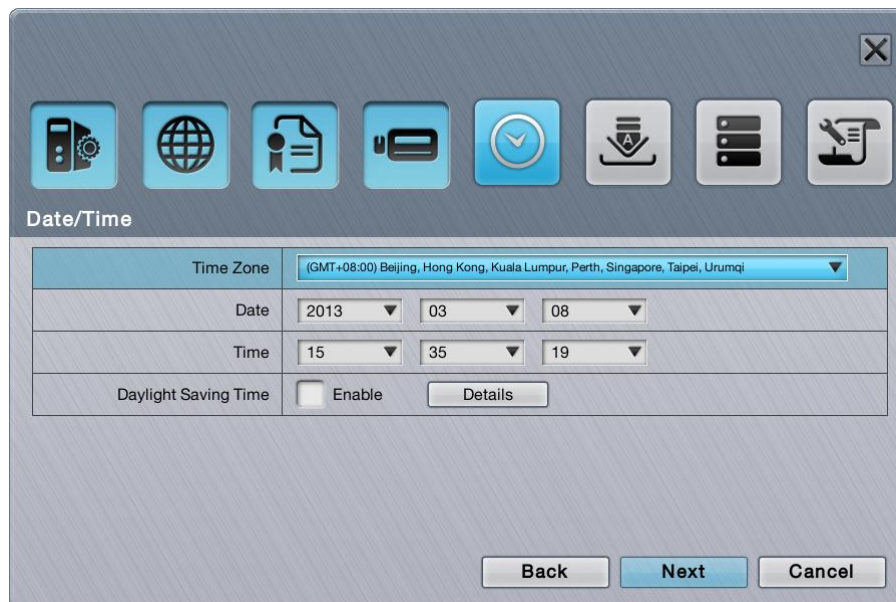 A
Date/Time
Time Zone (GMT+08:00) Beijing, Hong Kong, Kuala Lumpur, Perth, Singapore, Taipei, Urumqi
Date 2013 03 08
Time 15 35 19
Daylight Saving Time Enable Details
Back Next Cancel